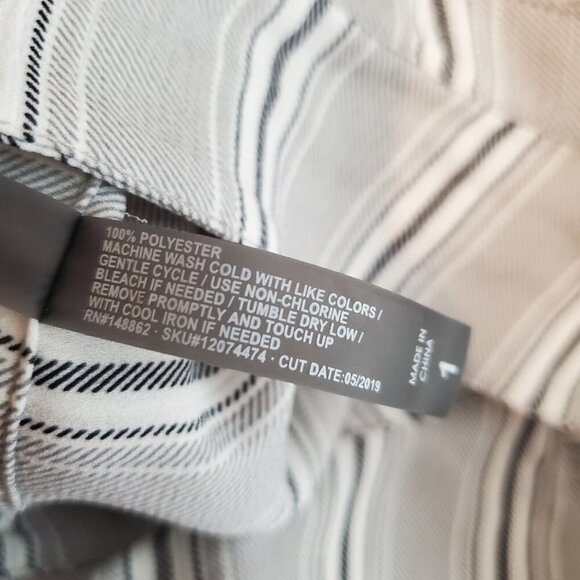 100% POLYESTER
MACHINE WASH COLD WITH LIKE COLORS /
GENTLE CYCLE / USE NON-CHLORINE
BLEACH IF NEEDED / TUMBLE DRY LOW /
REMOVE PROMPTLY AND TOUCH UP
WITH COOL IRON IF NEEDED
RN#148862 · SKU#12074474 · CUT DATE:05/2019
MADE IN
CHINA
1